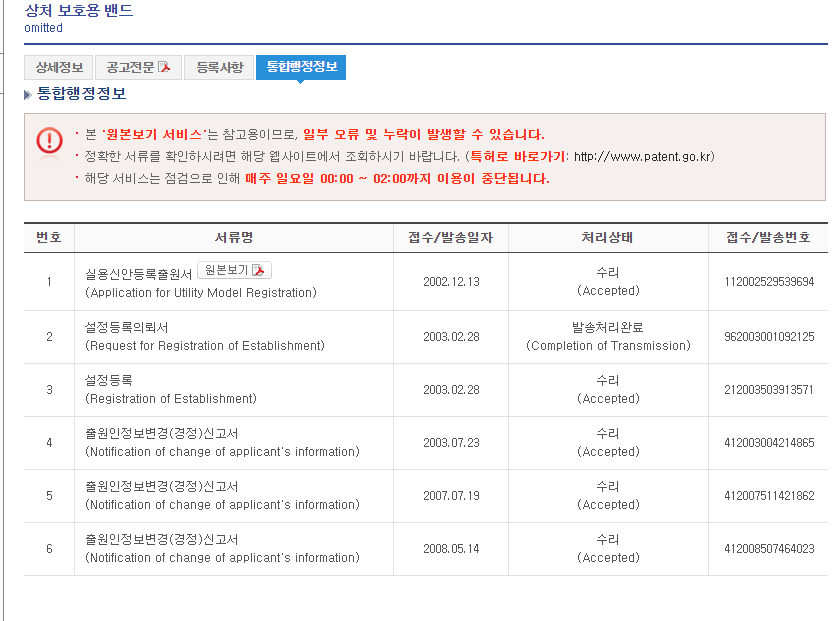 상처 보호용 밴드
omitted
상세정보 공고전문 등록사항 통합행정정보
통합행정정보
· 본 '원본보기 서비스'는 참고용이므로, 일부 오류 및 누락이 발생할 수 있습니다.
· 정확한 서류를 확인하시려면 해당 웹사이트에서 조회하시기 바랍니다. (특허로 바로가기: http://www.patent.go.kr)
· 해당 서비스는 점검으로 인해 매주 일요일 00:00 ~ 02:00까지 이용이 중단됩니다.
번호 서류명 접수/발송일자 처리상태 접수/발송번호
1 실용신안등록출원서 원본보기 (Application for Utility Model Registration) 2002.12.13 수리 (Accepted) 112002529539694
2 설정등록의뢰서 (Request for Registration of Establishment) 2003.02.28 발송처리완료 (Completion of Transmission) 962003001092125
3 설정등록 (Registration of Establishment) 2003.02.28 수리 (Accepted) 212003503913571
4 출원인정보변경(경정)신고서 (Notification of change of applicant's information) 2003.07.23 수리 (Accepted) 412003004214865
5 출원인정보변경(경정)신고서 (Notification of change of applicant's information) 2007.07.19 수리 (Accepted) 412007511421862
6 출원인정보변경(경정)신고서 (Notification of change of applicant's information) 2008.05.14 수리 (Accepted) 412008507464023